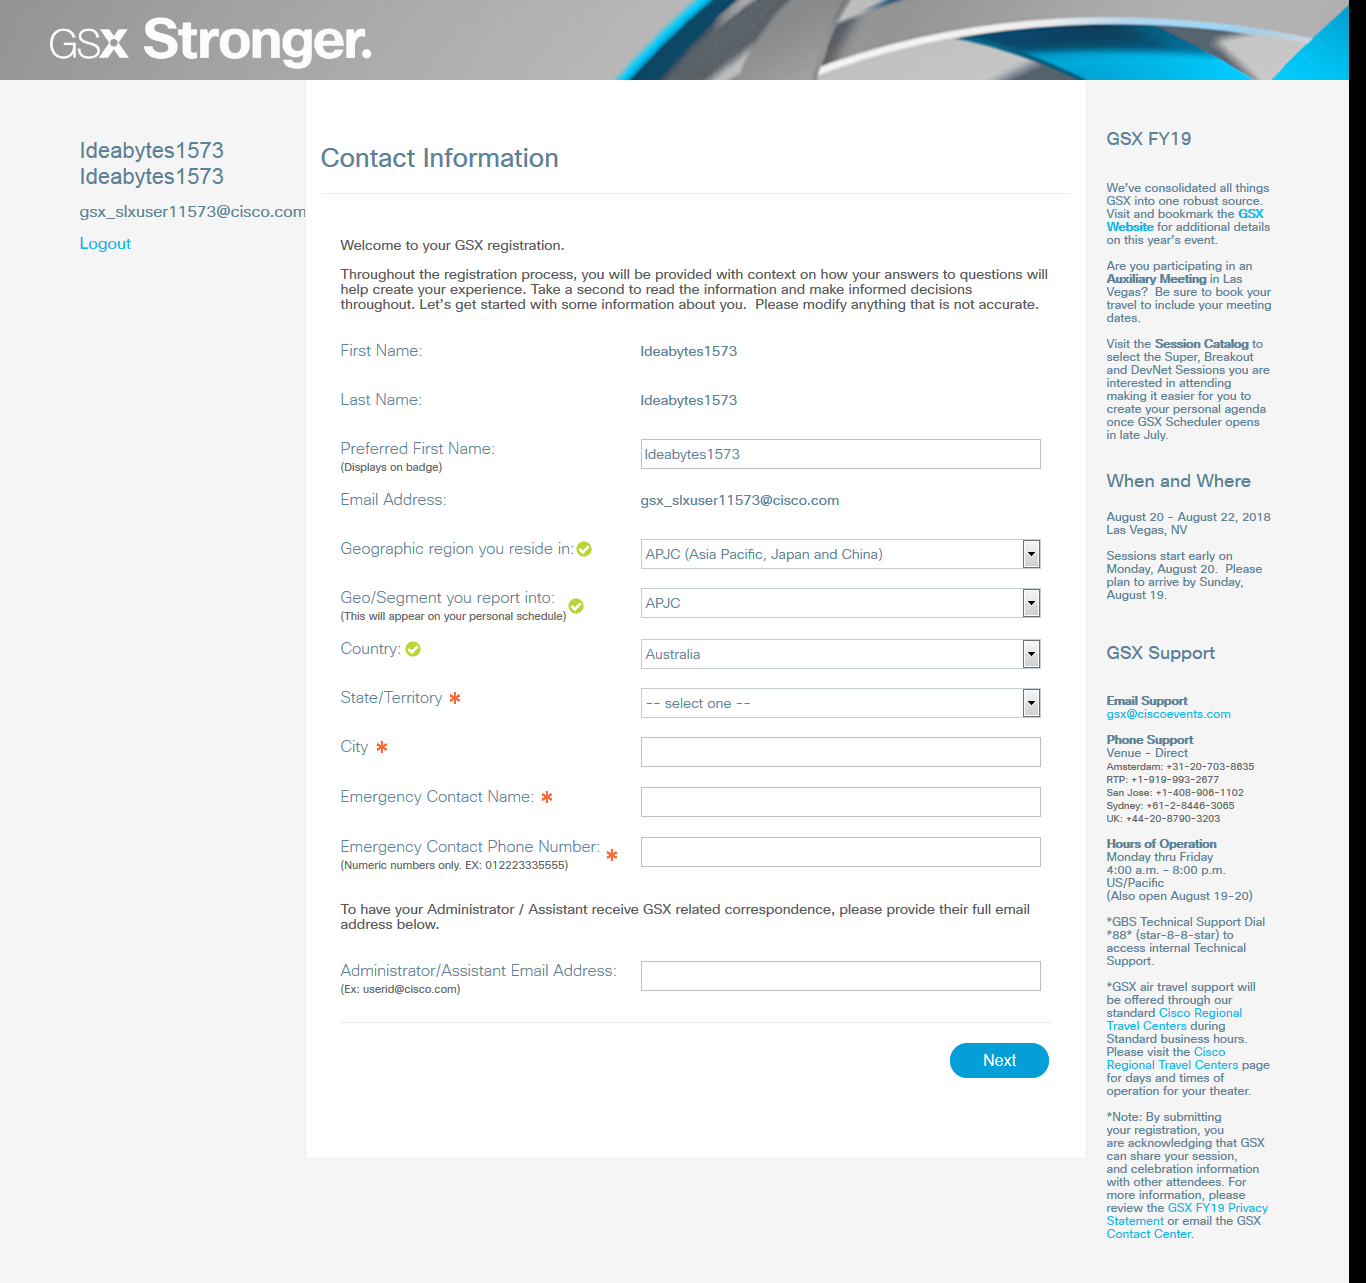 GSX Stronger.
Ideabytes1573
Ideabytes1573
gsx_slxuser11573@cisco.com
Logout
Contact Information
Welcome to your GSX registration.
Throughout the registration process, you will be provided with context on how your answers to questions will
help create your experience. Take a second to read the information and make informed decisions
throughout. Let's get started with some information about you.  Please modify anything that is not accurate.
First Name: Ideabytes1573
Last Name: Ideabytes1573
Preferred First Name: Ideabytes1573
(Displays on badge)
Email Address: gsx_slxuser11573@cisco.com
Geographic region you reside in: APJC (Asia Pacific, Japan and China)
Geo/Segment you report into: APJC
(This will appear on your personal schedule)
Country: Australia
State/Territory * -- select one --
City *
Emergency Contact Name: *
Emergency Contact Phone Number: *
(Numeric numbers only. EX: 012223335555)
To have your Administrator / Assistant receive GSX related correspondence, please provide their full email
address below.
Administrator/Assistant Email Address:
(Ex: userid@cisco.com)
Next
GSX FY19
We've consolidated all things
GSX into one robust source.
Visit and bookmark the GSX
Website for additional details
on this year's event.
Are you participating in an
Auxiliary Meeting in Las
Vegas?  Be sure to book your
travel to include your meeting
dates.
Visit the Session Catalog to
select the Super, Breakout
and DevNet Sessions you are
interested in attending
making it easier for you to
create your personal agenda
once GSX Scheduler opens
in late July.
When and Where
August 20 - August 22, 2018
Las Vegas, NV
Sessions start early on
Monday, August 20.  Please
plan to arrive by Sunday,
August 19.
GSX Support
Email Support
gsx@ciscoevents.com
Phone Support
Venue - Direct
Amsterdam: +31-20-703-8635
RTP: +1-919-993-2677
San Jose: +1-408-906-1102
Sydney: +61-2-8446-3065
UK: +44-20-8790-3203
Hours of Operation
Monday thru Friday
4:00 a.m. - 8:00 p.m.
US/Pacific
(Also open August 19-20)
*GBS Technical Support Dial
*88* (star-8-8-star) to
access internal Technical
Support.
*GSX air travel support will
be offered through our
standard Cisco Regional
Travel Centers during
Standard business hours.
Please visit the Cisco
Regional Travel Centers page
for days and times of
operation for your theater.
*Note: By submitting
your registration, you
are acknowledging that GSX
can share your session,
and celebration information
with other attendees. For
more information, please
review the GSX FY19 Privacy
Statement or email the GSX
Contact Center.